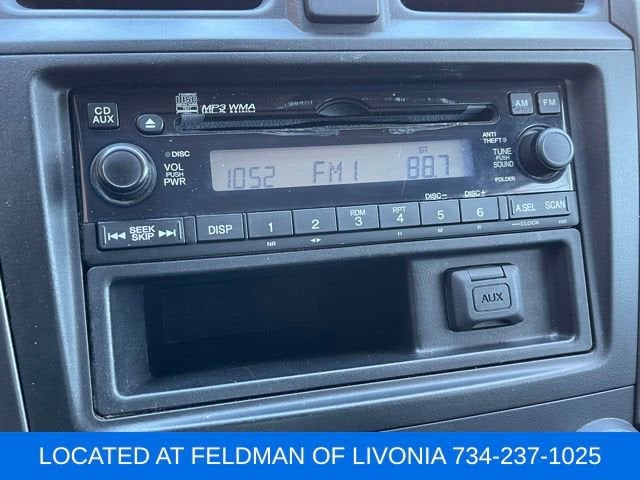 CD AUX
disc
MP3 WMA
AM FM
DISC
VOL PUSH PWR
1052 FM1 ST 88.7
ANTI THEFT
TUNE PUSH SOUND
FOLDER
SEEK SKIP
DISP
1 2 RDM 3 RPT 4 DISC− 5 DISC+ 6
A.SEL SCAN
NR H M R CLOCK
AUX
LOCATED AT FELDMAN OF LIVONIA 734-237-1025